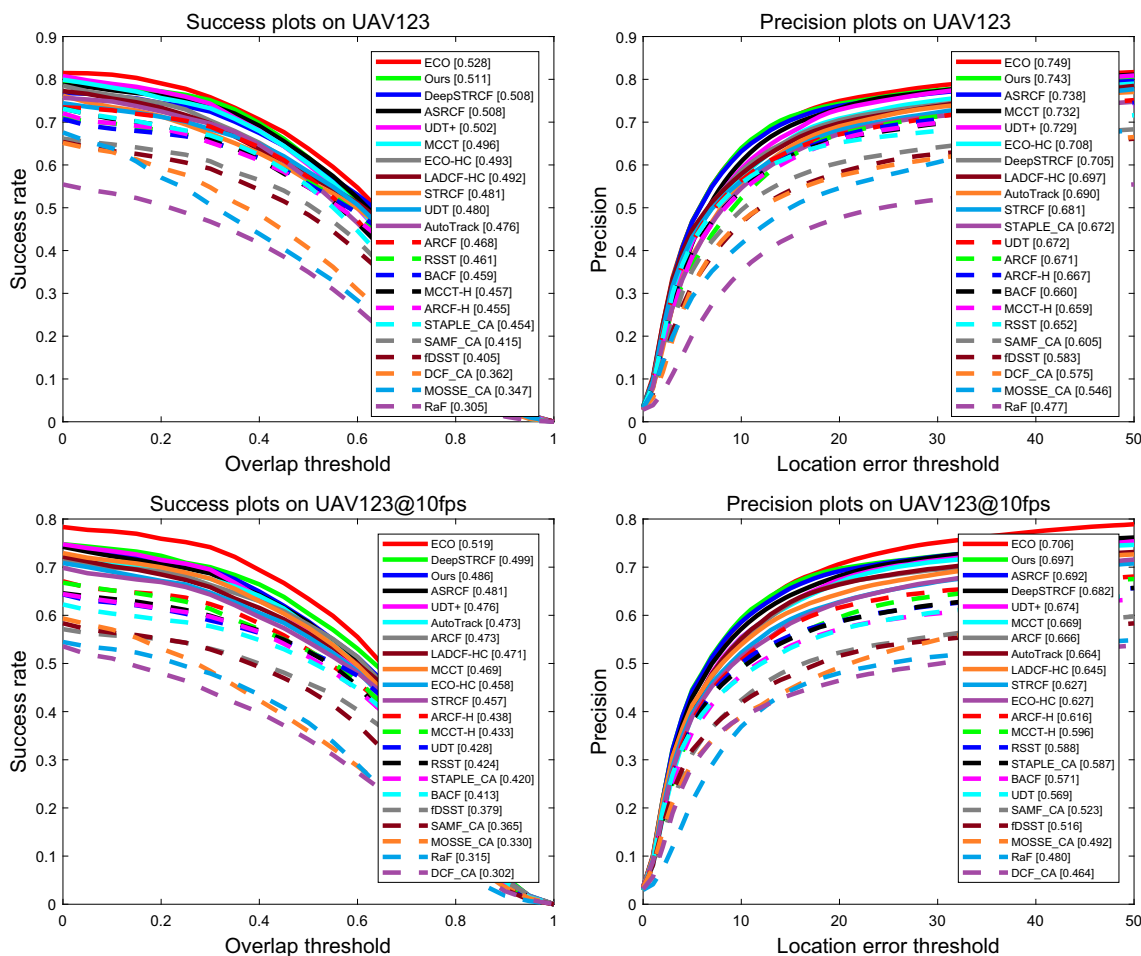 Success plots on UAV123
0.9
0.8
0.7
0.6
0.5
0.4
0.3
0.2
0.1
0
Success rate
0
0.2
0.4
0.6
0.8
1
Overlap threshold
ECO [0.528]
Ours [0.511]
DeepSTRCF [0.508]
ASRCF [0.508]
UDT+ [0.502]
MCCT [0.496]
ECO-HC [0.493]
LADCF-HC [0.492]
STRCF [0.481]
UDT [0.480]
AutoTrack [0.476]
ARCF [0.468]
RSST [0.461]
BACF [0.459]
MCCT-H [0.457]
ARCF-H [0.455]
STAPLE_CA [0.454]
SAMF_CA [0.415]
fDSST [0.405]
DCF_CA [0.362]
MOSSE_CA [0.347]
RaF [0.305]
Precision plots on UAV123
0.9
0.8
0.7
0.6
0.5
0.4
0.3
0.2
0.1
0
Precision
0
10
20
30
40
50
Location error threshold
ECO [0.749]
Ours [0.743]
ASRCF [0.738]
MCCT [0.732]
UDT+ [0.729]
ECO-HC [0.708]
DeepSTRCF [0.705]
LADCF-HC [0.697]
AutoTrack [0.690]
STRCF [0.681]
STAPLE_CA [0.672]
UDT [0.672]
ARCF [0.671]
ARCF-H [0.667]
BACF [0.660]
MCCT-H [0.659]
RSST [0.652]
SAMF_CA [0.605]
fDSST [0.583]
DCF_CA [0.575]
MOSSE_CA [0.546]
RaF [0.477]
Success plots on UAV123@10fps
0.8
0.7
0.6
0.5
0.4
0.3
0.2
0.1
0
Success rate
0
0.2
0.4
0.6
0.8
1
Overlap threshold
ECO [0.519]
DeepSTRCF [0.499]
Ours [0.486]
ASRCF [0.481]
UDT+ [0.476]
AutoTrack [0.473]
ARCF [0.473]
LADCF-HC [0.471]
MCCT [0.469]
ECO-HC [0.458]
STRCF [0.457]
ARCF-H [0.438]
MCCT-H [0.433]
UDT [0.428]
RSST [0.424]
STAPLE_CA [0.420]
BACF [0.413]
fDSST [0.379]
SAMF_CA [0.365]
MOSSE_CA [0.330]
RaF [0.315]
DCF_CA [0.302]
Precision plots on UAV123@10fps
0.8
0.7
0.6
0.5
0.4
0.3
0.2
0.1
0
Precision
0
10
20
30
40
50
Location error threshold
ECO [0.706]
Ours [0.697]
ASRCF [0.692]
DeepSTRCF [0.682]
UDT+ [0.674]
MCCT [0.669]
ARCF [0.666]
AutoTrack [0.664]
LADCF-HC [0.645]
STRCF [0.627]
ECO-HC [0.627]
ARCF-H [0.616]
MCCT-H [0.596]
RSST [0.588]
STAPLE_CA [0.587]
BACF [0.571]
UDT [0.569]
SAMF_CA [0.523]
fDSST [0.516]
MOSSE_CA [0.492]
RaF [0.480]
DCF_CA [0.464]